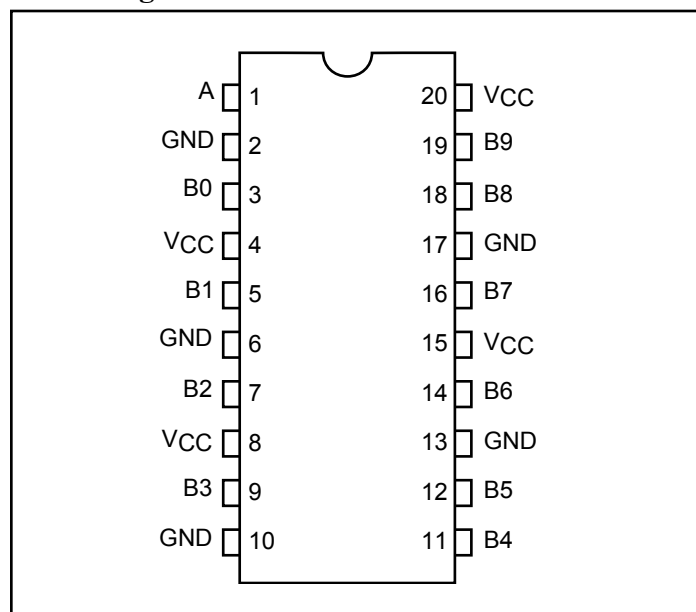 A 1 20 VCC
GND 2 19 B9
B0 3 18 B8
VCC 4 17 GND
B1 5 16 B7
GND 6 15 VCC
B2 7 14 B6
VCC 8 13 GND
B3 9 12 B5
GND 10 11 B4